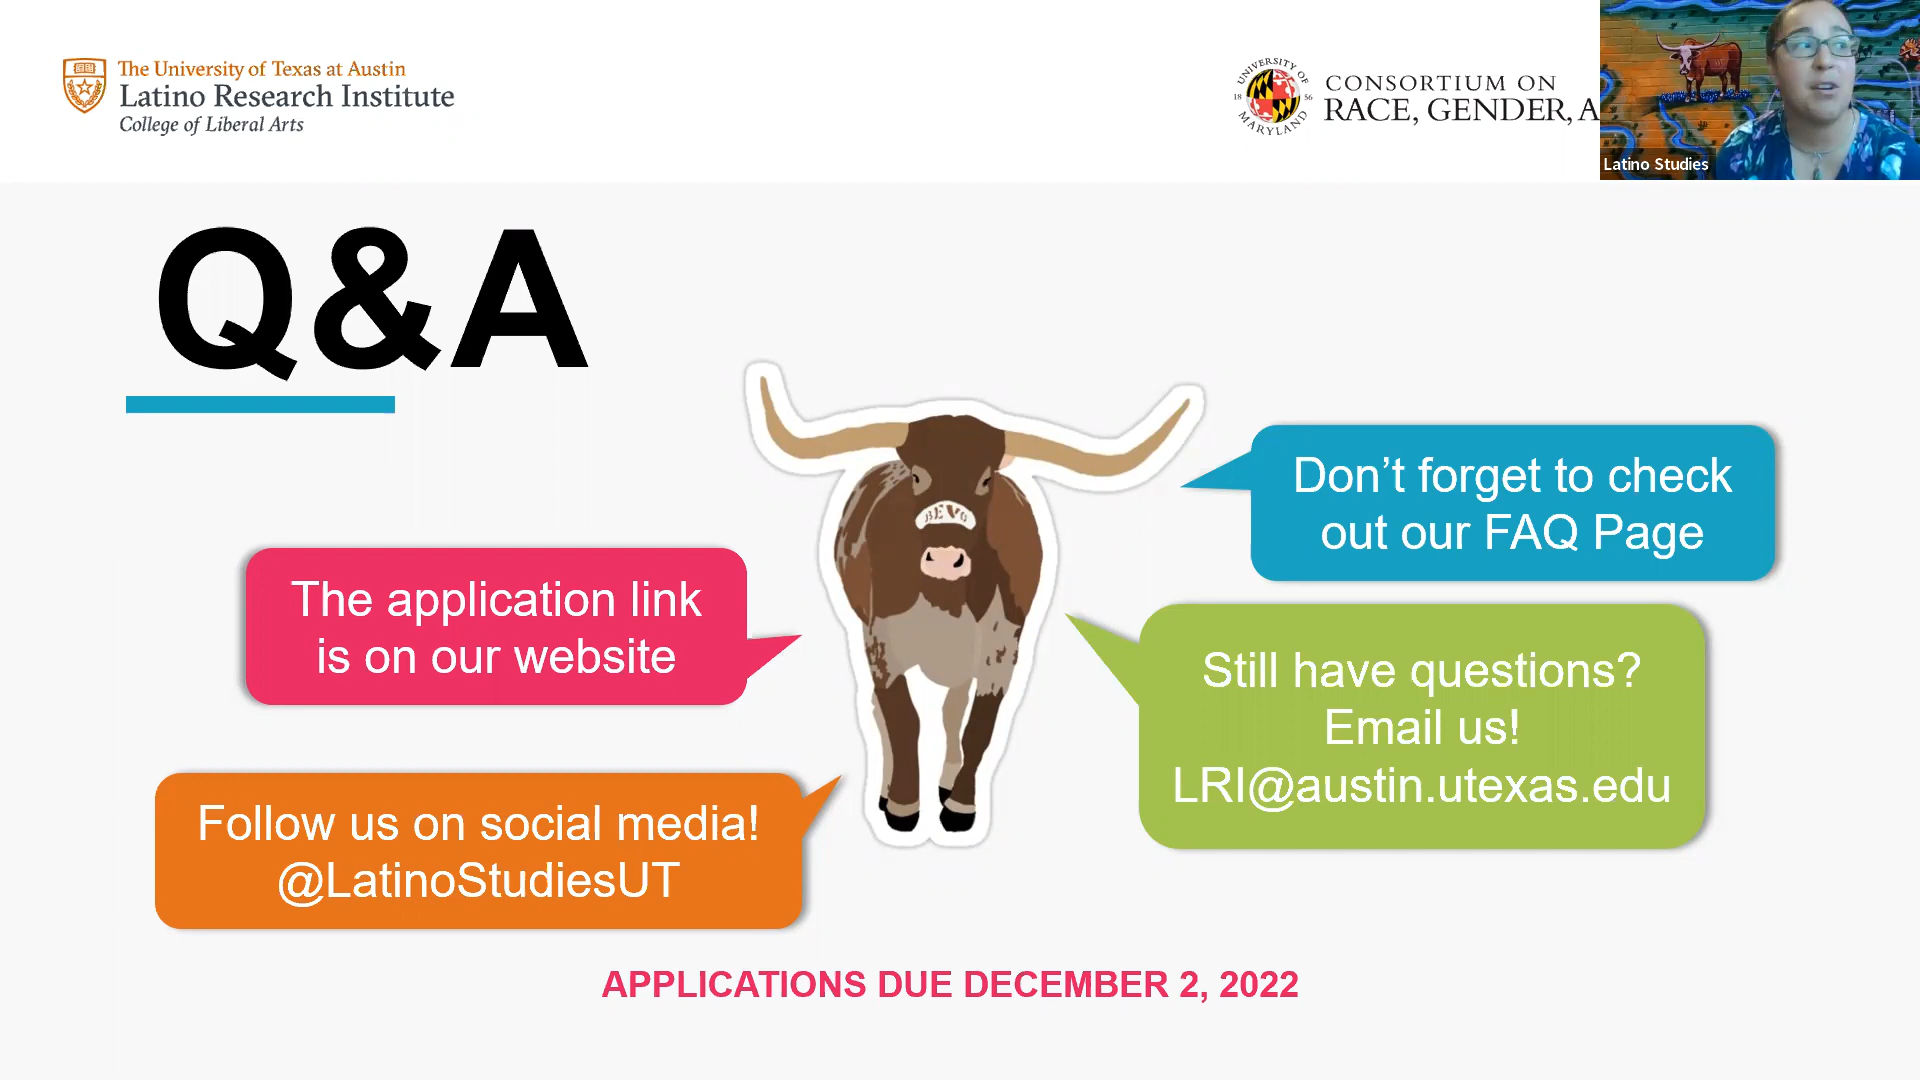 The University of Texas at Austin
Latino Research Institute
College of Liberal Arts
UNIVERSITY OF
18 56
MARYLAND
CONSORTIUM ON
RACE, GENDER, A
Latino Studies
Q&A
BEVO
Don’t forget to check
out our FAQ Page
The application link
is on our website
Still have questions?
Email us!
LRI@austin.utexas.edu
Follow us on social media!
@LatinoStudiesUT
APPLICATIONS DUE DECEMBER 2, 2022